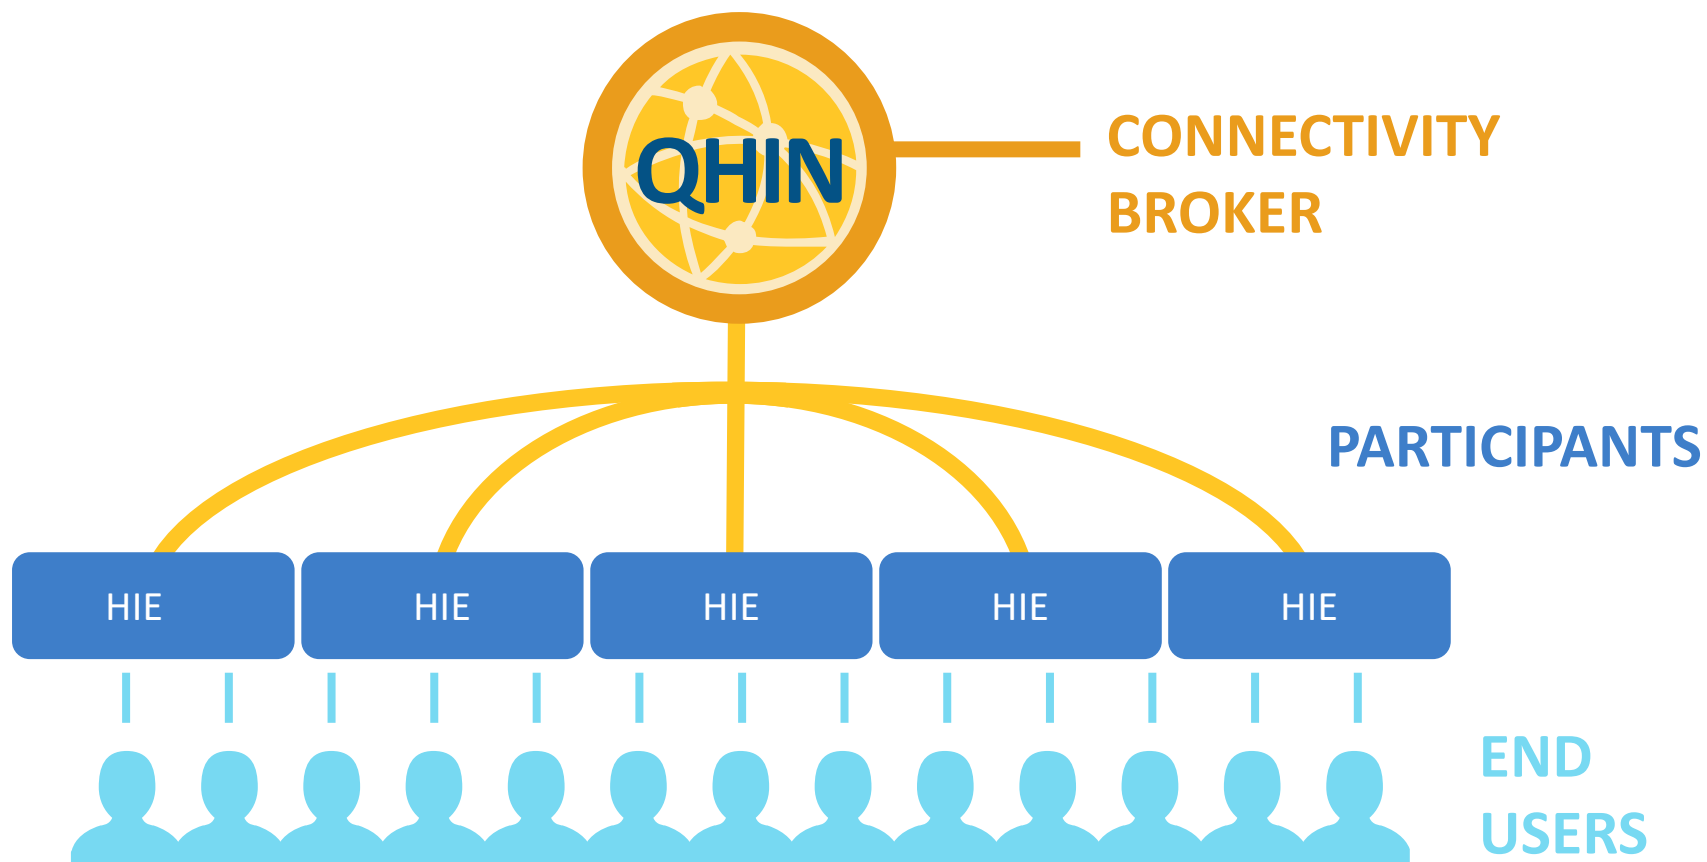 QHIN
CONNECTIVITY
BROKER
PARTICIPANTS
HIE
HIE
HIE
HIE
HIE
END
USERS